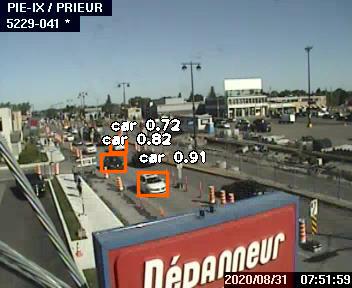 PIE-IX / PRIEUR
5229-041 *
car 0.72
car 0.82
car 0.91
Dépanneur
2020/08/31 07:51:59